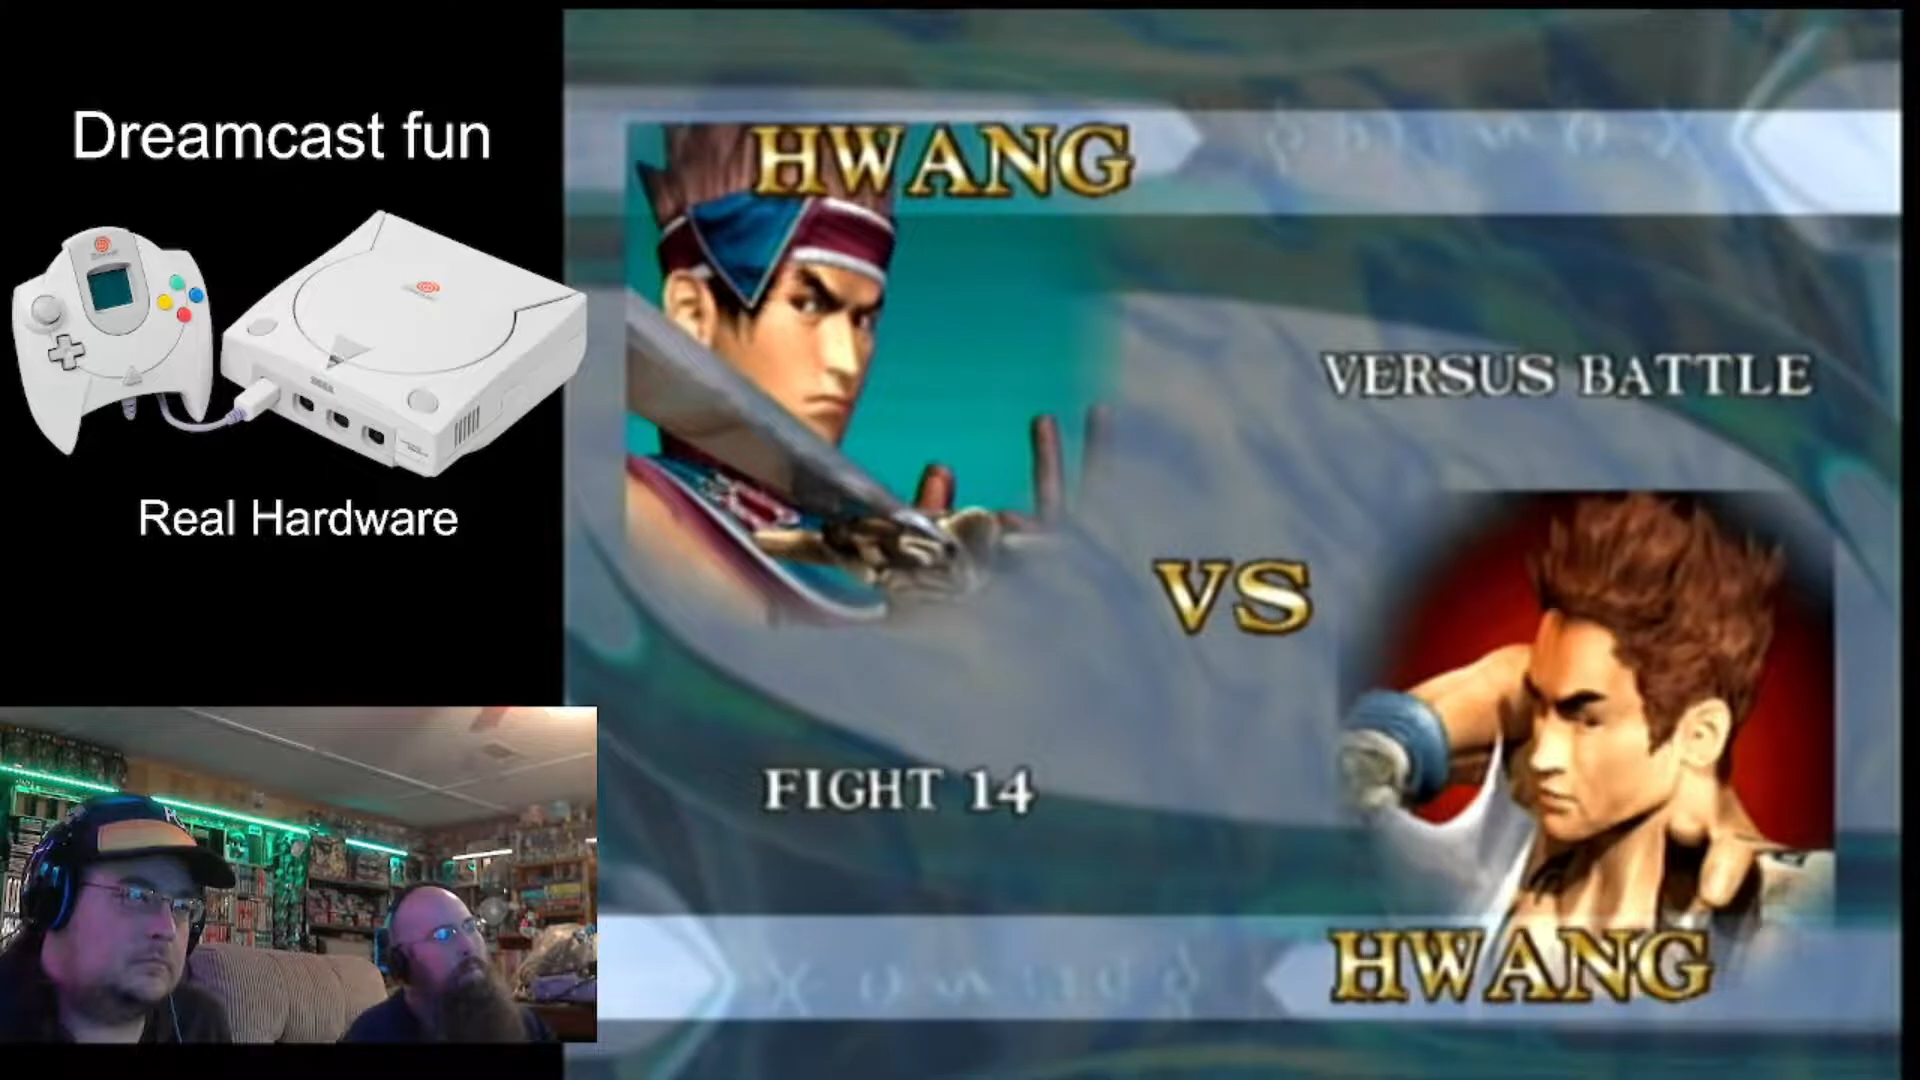 Dreamcast fun
Real Hardware
HWANG
VERSUS BATTLE
VS
FIGHT 14
HWANG